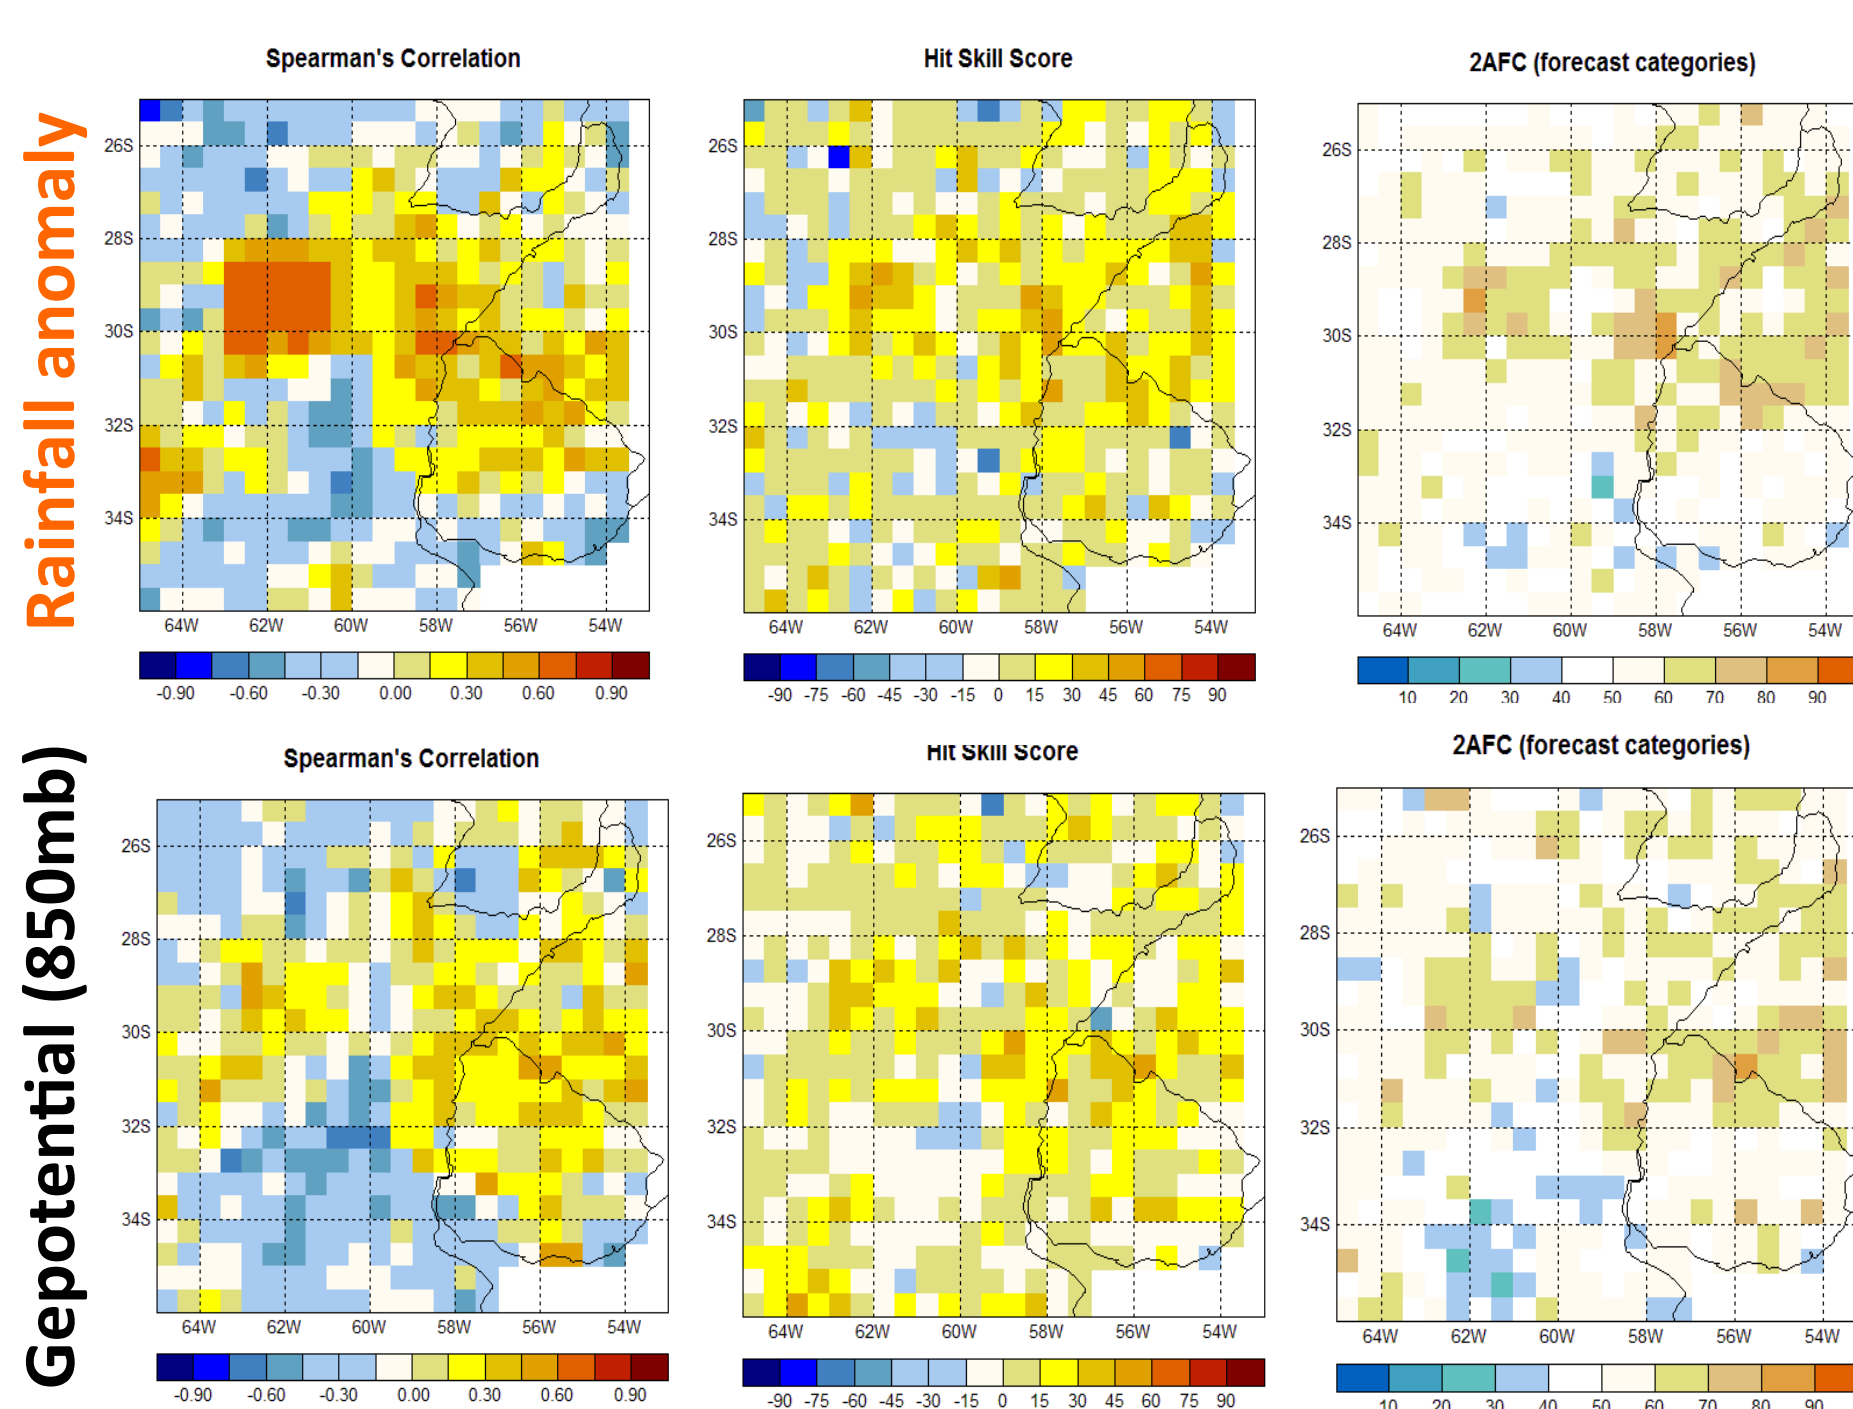 Rainfall anomaly
Spearman's Correlation
26S
28S
30S
32S
34S
64W 62W 60W 58W 56W 54W
-0.90 -0.60 -0.30 0.00 0.30 0.60 0.90
Hit Skill Score
26S
28S
30S
32S
34S
64W 62W 60W 58W 56W 54W
-90 -75 -60 -45 -30 -15 0 15 30 45 60 75 90
2AFC (forecast categories)
26S
28S
30S
32S
34S
64W 62W 60W 58W 56W 54W
10 20 30 40 50 60 70 80 90
Gepotential (850mb)
Spearman's Correlation
26S
28S
30S
32S
34S
64W 62W 60W 58W 56W 54W
-0.90 -0.60 -0.30 0.00 0.30 0.60 0.90
Hit Skill Score
26S
28S
30S
32S
34S
64W 62W 60W 58W 56W 54W
-90 -75 -60 -45 -30 -15 0 15 30 45 60 75 90
2AFC (forecast categories)
26S
28S
30S
32S
34S
64W 62W 60W 58W 56W 54W
10 20 30 40 50 60 70 80 90